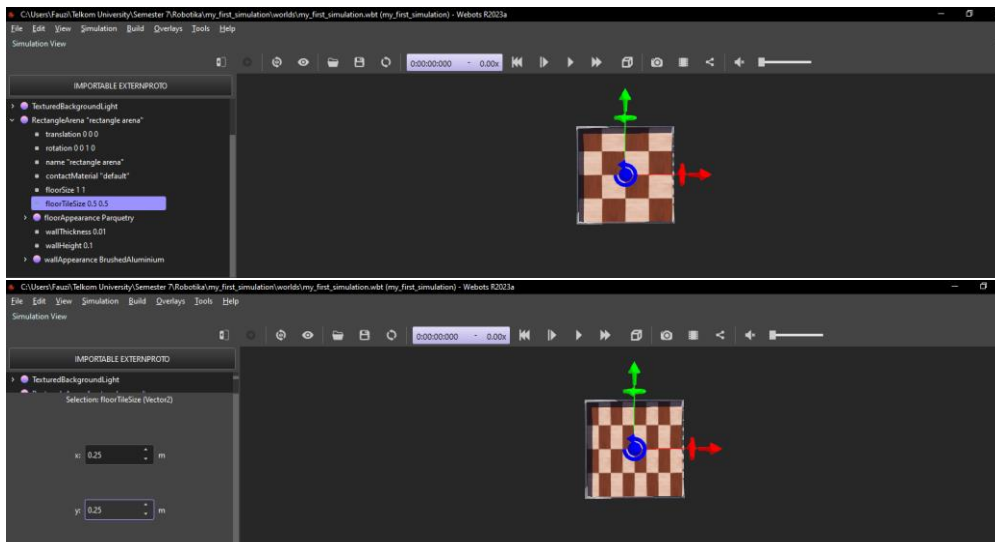 C:\Users\Fauzi\Telkom University\Semester 7\Robotika\my_first_simulation\worlds\my_first_simulation.wbt (my_first_simulation) - Webots R2023a
File Edit View Simulation Build Overlays Tools Help
Simulation View
0:00:00:000 - 0.00x
IMPORTABLE EXTERNPROTO
TexturedBackgroundLight
RectangleArena "rectangle arena"
translation 0 0 0
rotation 0 0 1 0
name "rectangle arena"
contactMaterial "default"
floorSize 1 1
floorTileSize 0.5 0.5
floorAppearance Parquetry
wallThickness 0.01
wallHeight 0.1
wallAppearance BrushedAluminium
C:\Users\Fauzi\Telkom University\Semester 7\Robotika\my_first_simulation\worlds\my_first_simulation.wbt (my_first_simulation) - Webots R2023a
File Edit View Simulation Build Overlays Tools Help
Simulation View
0:00:00:000 - 0.00x
IMPORTABLE EXTERNPROTO
TexturedBackgroundLight
Selection: floorTileSize (Vector2)
x: 0.25 m
y: 0.25 m